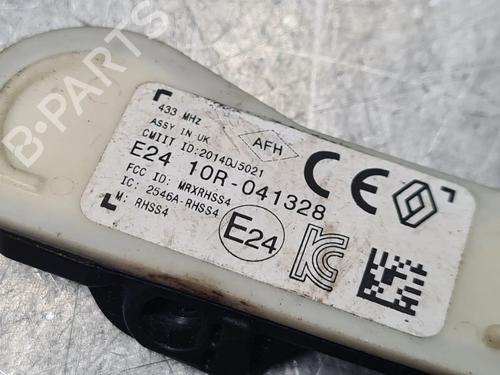 B-PARTS
433 MHz
ASSY IN UK
CMIIT ID:2014DJ5021
E24 10R-041328
FCC ID: MRXRHSS4
IC: 2546A-RHSS4
M: RHSS4
AFH
CE
E24